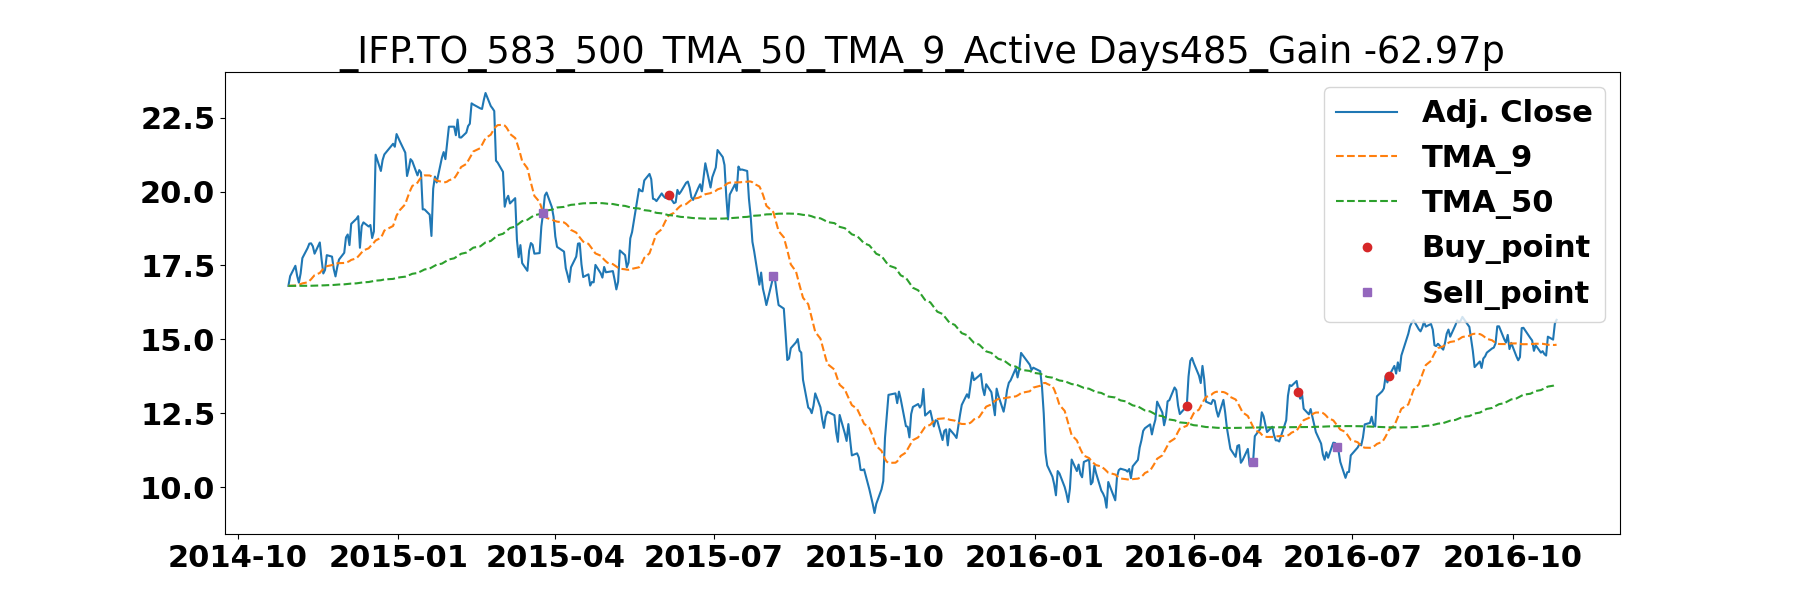 _IFP.TO_583_500_TMA_50_TMA_9_Active Days485_Gain -62.97p
22.5
20.0
17.5
15.0
12.5
10.0
Adj. Close
TMA_9
TMA_50
Buy_point
Sell_point
2014-10 2015-01 2015-04 2015-07 2015-10 2016-01 2016-04 2016-07 2016-10